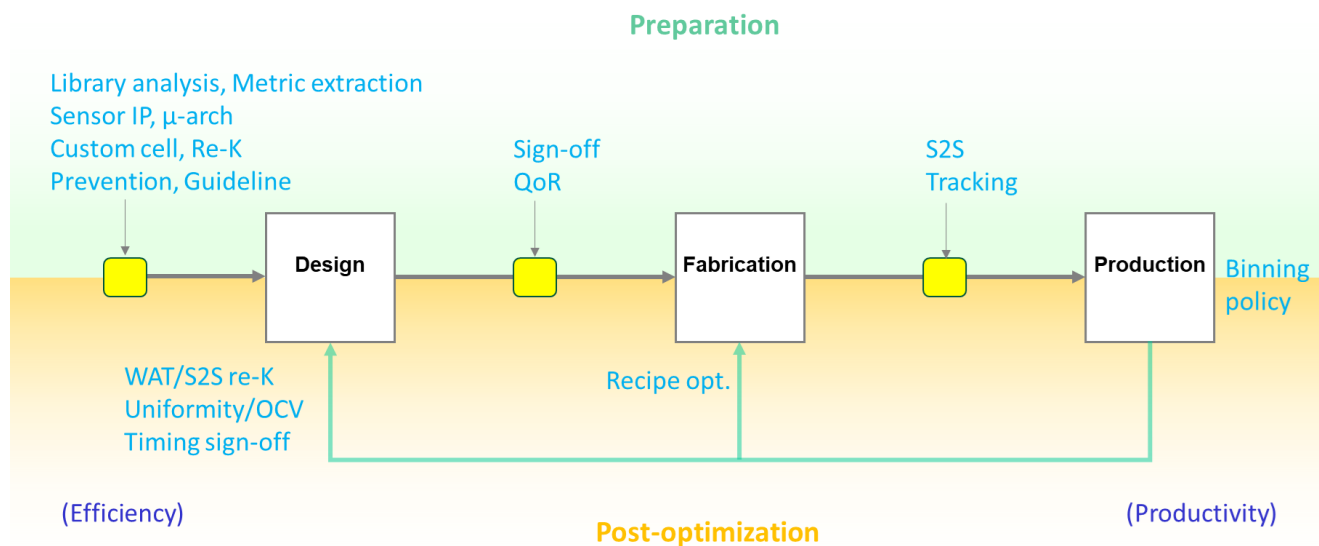 Preparation
Library analysis, Metric extraction
Sensor IP, μ-arch
Custom cell, Re-K
Prevention, Guideline
Sign-off
QoR
S2S
Tracking
Design
Fabrication
Production
Binning
policy
WAT/S2S re-K
Uniformity/OCV
Timing sign-off
Recipe opt.
(Efficiency)
(Productivity)
Post-optimization